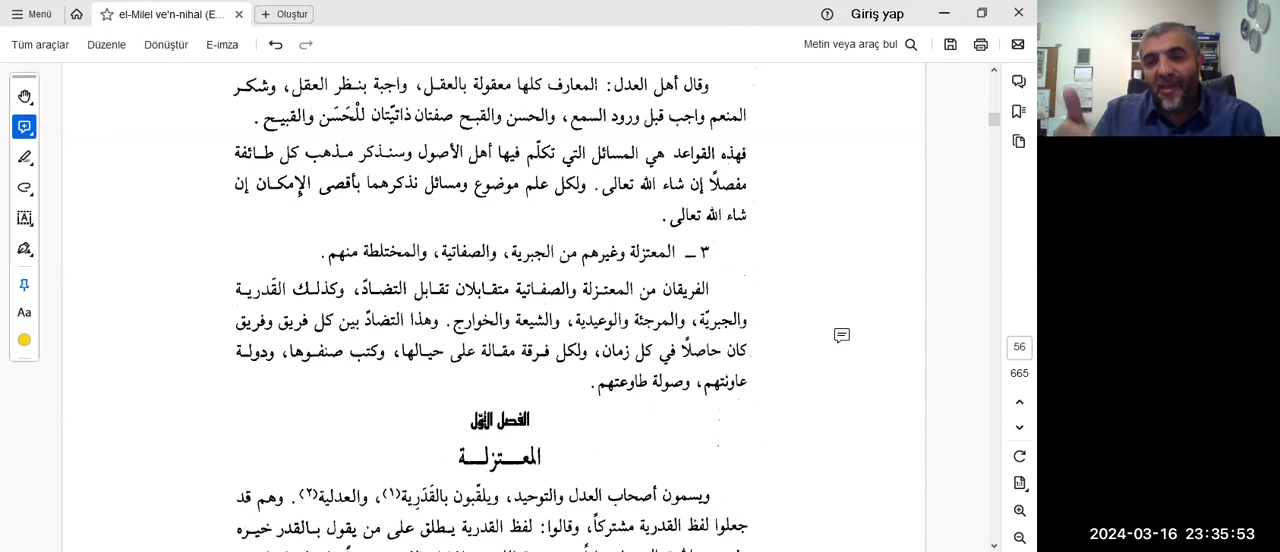 Menü
el-Milel ve'n-nihal (E...
Oluştur
Giriş yap
Tüm araçlar
Düzenle
Dönüştür
E-imza
Metin veya araç bul
وقال أهل العدل: المعارف كلها معقولة بالعقل، واجبة بنظر العقل، وشكر
المنعم واجب قبل ورود السمع، والحسن والقبح صفتان ذاتيّتان للْحَسَن والقبيح.
فهذه القواعد هي المسائل التي تكلّم فيها أهل الأصول وسنذكر مذهب كل طائفة
مفصلًا إن شاء الله تعالى. ولكل علم موضوع ومسائل نذكرهما بأقصى الإمكان إن
شاء الله تعالى.
٣ ـ المعتزلة وغيرهم من الجبرية، والصفاتية، والمختلطة منهم.
الفريقان من المعتزلة والصفاتية متقابلان تقابل التضادّ، وكذلك القَدرية
والجبريّة، والمرجئة والوعيدية، والشيعة والخوارج. وهذا التضادّ بين كل فريق وفريق
كان حاصلًا في كل زمان، ولكل فرقة مقالة على حيالها، وكتب صنفوها، ودولة
عاونتهم، وصولة طاوعتهم.
الفصل الأوّل
المعتزلة
ويسمون أصحاب العدل والتوحيد، ويلقّبون بالقَدَرِية(١)، والعدلية(٢). وهم قد
جعلوا لفظ القدرية مشتركاً، وقالوا: لفظ القدرية يطلق على من يقول بالقدر خيره
Aa
56
665
2024-03-16 23:35:53